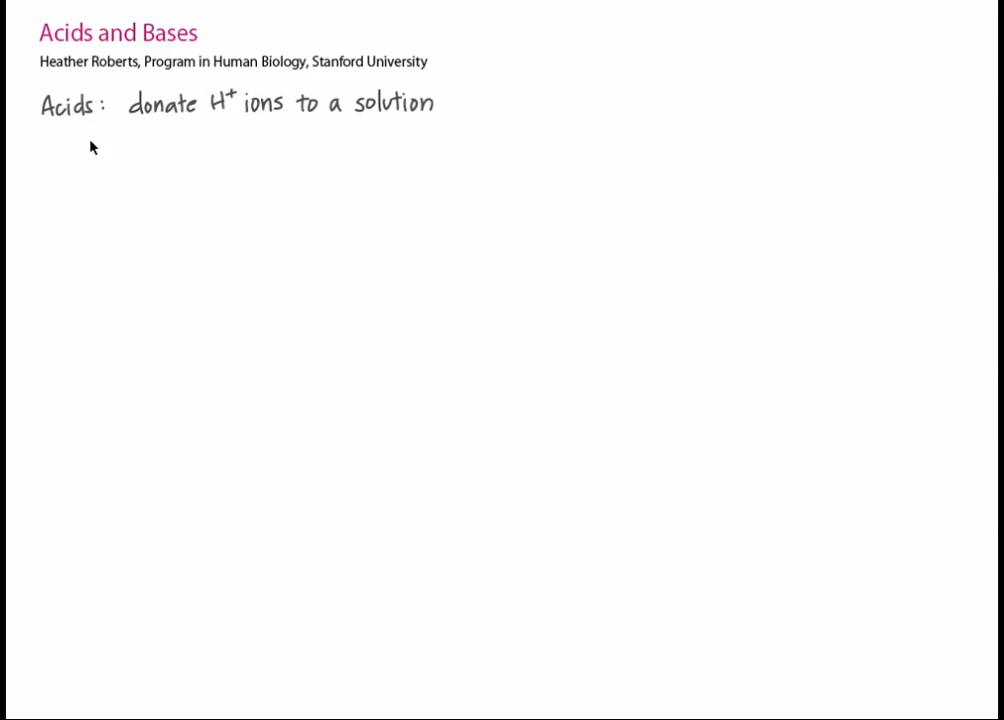 Acids and Bases
Heather Roberts, Program in Human Biology, Stanford University
Acids: donate H⁺ ions to a solution